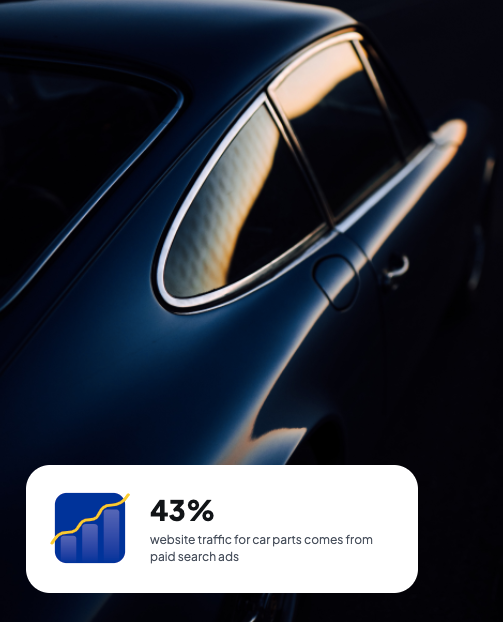 43%
website traffic for car parts comes from
paid search ads